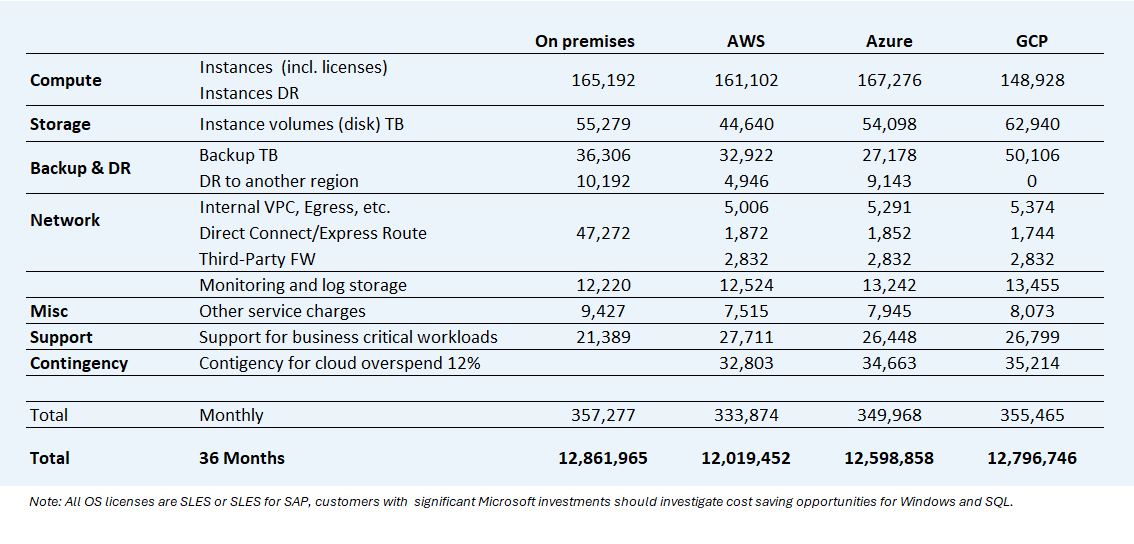 On premises AWS Azure GCP
Compute Instances (incl. licenses) 165,192 161,102 167,276 148,928
Instances DR
Storage Instance volumes (disk) TB 55,279 44,640 54,098 62,940
Backup & DR Backup TB 36,306 32,922 27,178 50,106
DR to another region 10,192 4,946 9,143 0
Network Internal VPC, Egress, etc. 5,006 5,291 5,374
Direct Connect/Express Route 47,272 1,872 1,852 1,744
Third-Party FW 2,832 2,832 2,832
Monitoring and log storage 12,220 12,524 13,242 13,455
Misc Other service charges 9,427 7,515 7,945 8,073
Support Support for business critical workloads 21,389 27,711 26,448 26,799
Contingency Contigency for cloud overspend 12% 32,803 34,663 35,214
Total Monthly 357,277 333,874 349,968 355,465
Total 36 Months 12,861,965 12,019,452 12,598,858 12,796,746
Note: All OS licenses are SLES or SLES for SAP, customers with significant Microsoft investments should investigate cost saving opportunities for Windows and SQL.